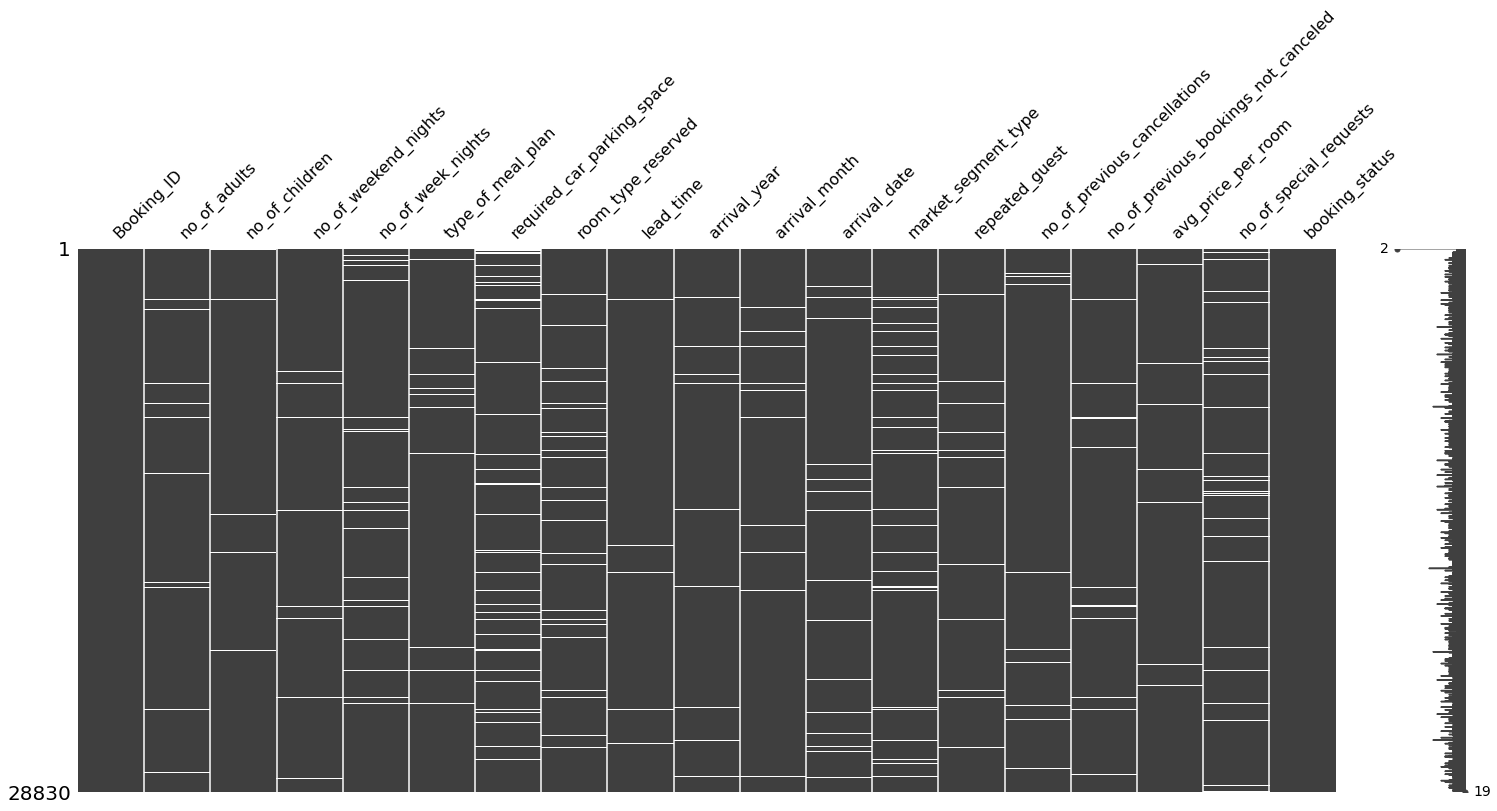 Booking_ID
no_of_adults
no_of_children
no_of_weekend_nights
no_of_week_nights
type_of_meal_plan
required_car_parking_space
room_type_reserved
lead_time
arrival_year
arrival_month
arrival_date
market_segment_type
repeated_guest
no_of_previous_cancellations
no_of_previous_bookings_not_canceled
avg_price_per_room
no_of_special_requests
booking_status
1
2
28830
19